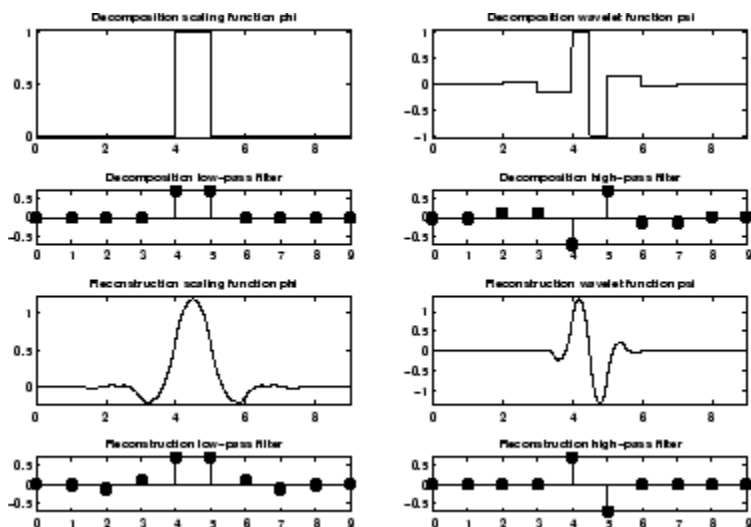 Decomposition scaling function phi
1
0.5
0
0 2 4 6 8
Decomposition wavelet function psi
1
0.5
0
-0.5
-1
0 2 4 6 8
Decomposition low-pass filter
0.5
0
-0.5
0 1 2 3 4 5 6 7 8 9
Decomposition high-pass filter
0.5
0
-0.5
0 1 2 3 4 5 6 7 8 9
Reconstruction scaling function phi
1
0.5
0
0 2 4 6 8
Reconstruction wavelet function psi
1
0.5
0
-0.5
-1
0 2 4 6 8
Reconstruction low-pass filter
0.5
0
-0.5
0 1 2 3 4 5 6 7 8 9
Reconstruction high-pass filter
0.5
0
-0.5
0 1 2 3 4 5 6 7 8 9